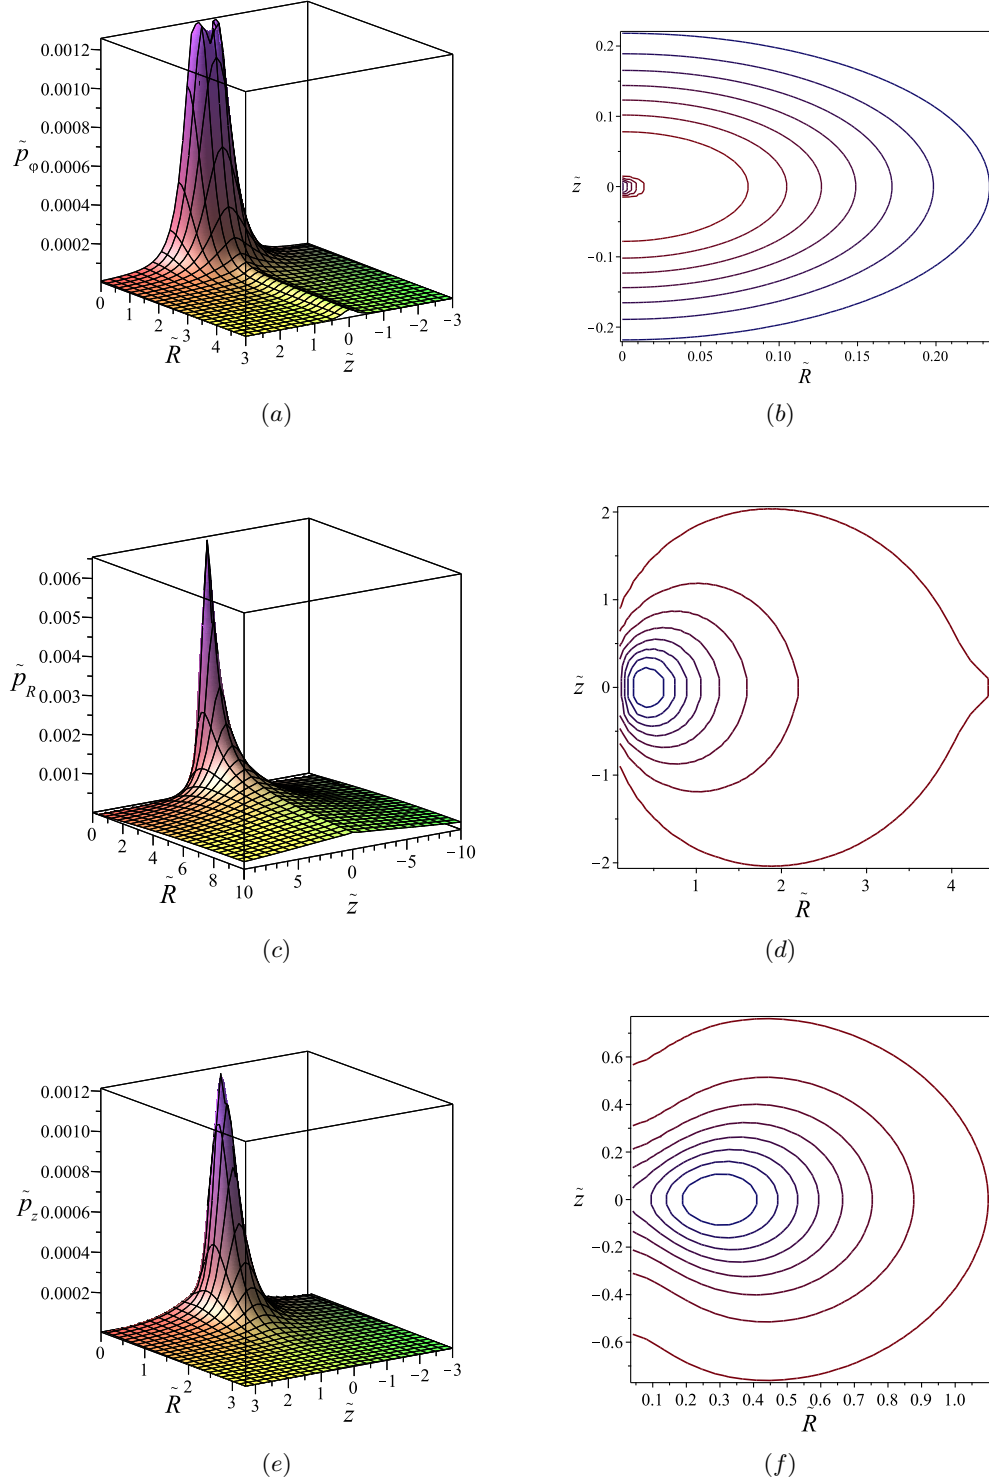 0.0012
0.0010
0.0008
p̃φ 0.0006
0.0004
0.0002
0 1 2 3 4
R̃
3 2 1 0 −1 −2 −3
z̃
(a)
0.2
0.1
z̃ 0
−0.1
−0.2
0 0.05 0.10 0.15 0.20
R̃
(b)
0.006
0.005
0.004
p̃R 0.003
0.002
0.001
0 2 4 6 8 10
R̃
5 0 −5 −10
z̃
(c)
2
1
z̃ 0
−1
−2
1 2 3 4
R̃
(d)
0.0012
0.0010
0.0008
p̃z 0.0006
0.0004
0.0002
0 1 2 3
R̃
3 2 1 0 −1 −2 −3
z̃
(e)
0.6
0.4
0.2
z̃ 0
−0.2
−0.4
−0.6
0.1 0.2 0.3 0.4 0.5 0.6 0.7 0.8 0.9 1.0
R̃
(f)